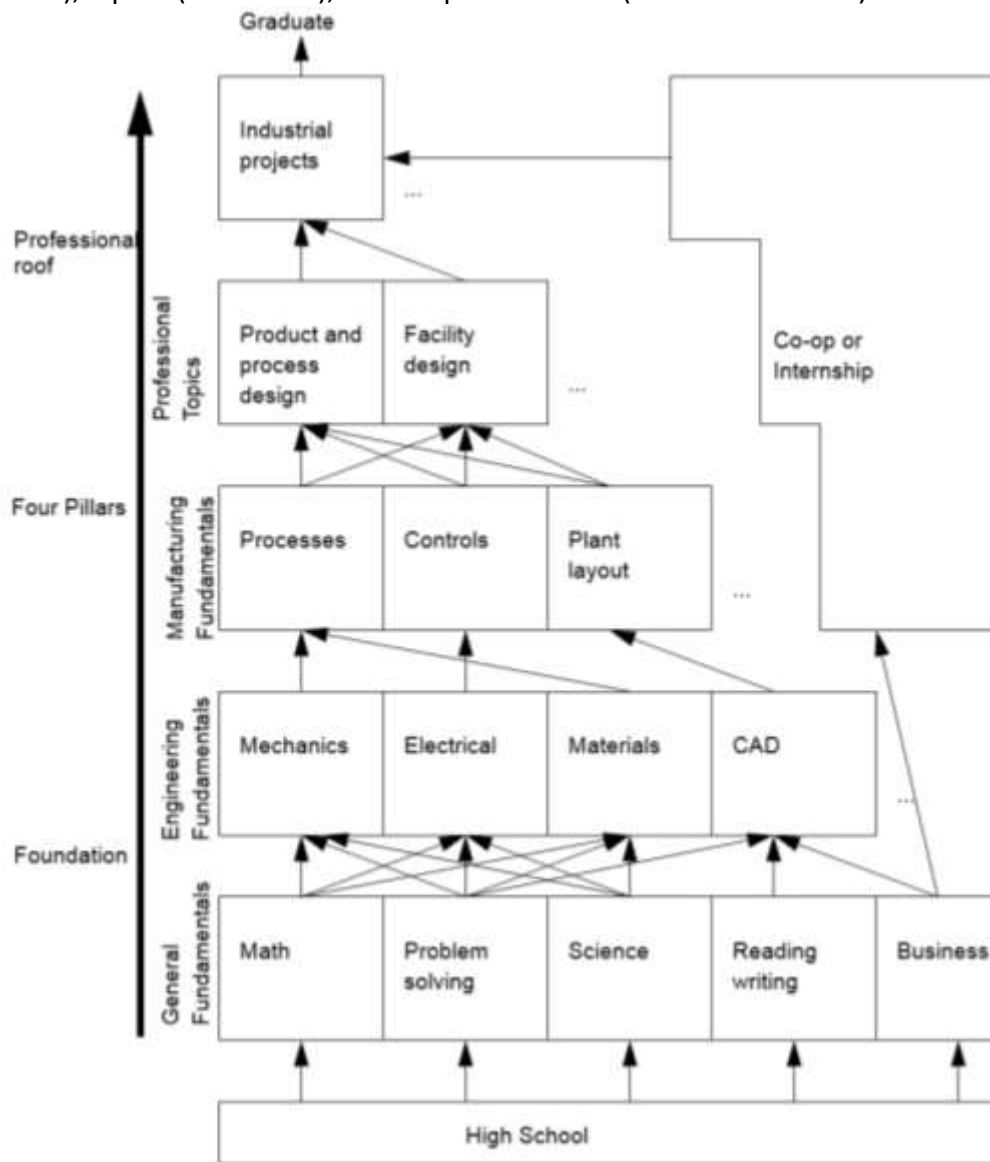 Graduate
Industrial
projects
...
Professional
roof
Professional
Topics
Product and
process
design
Facility
design
...
Co-op or
Internship
Four Pillars
Manufacturing
Fundamentals
Processes
Controls
Plant
layout
...
Engineering
Fundamentals
Mechanics
Electrical
Materials
CAD
...
Foundation
General
Fundamentals
Math
Problem
solving
Science
Reading
writing
Business
High School